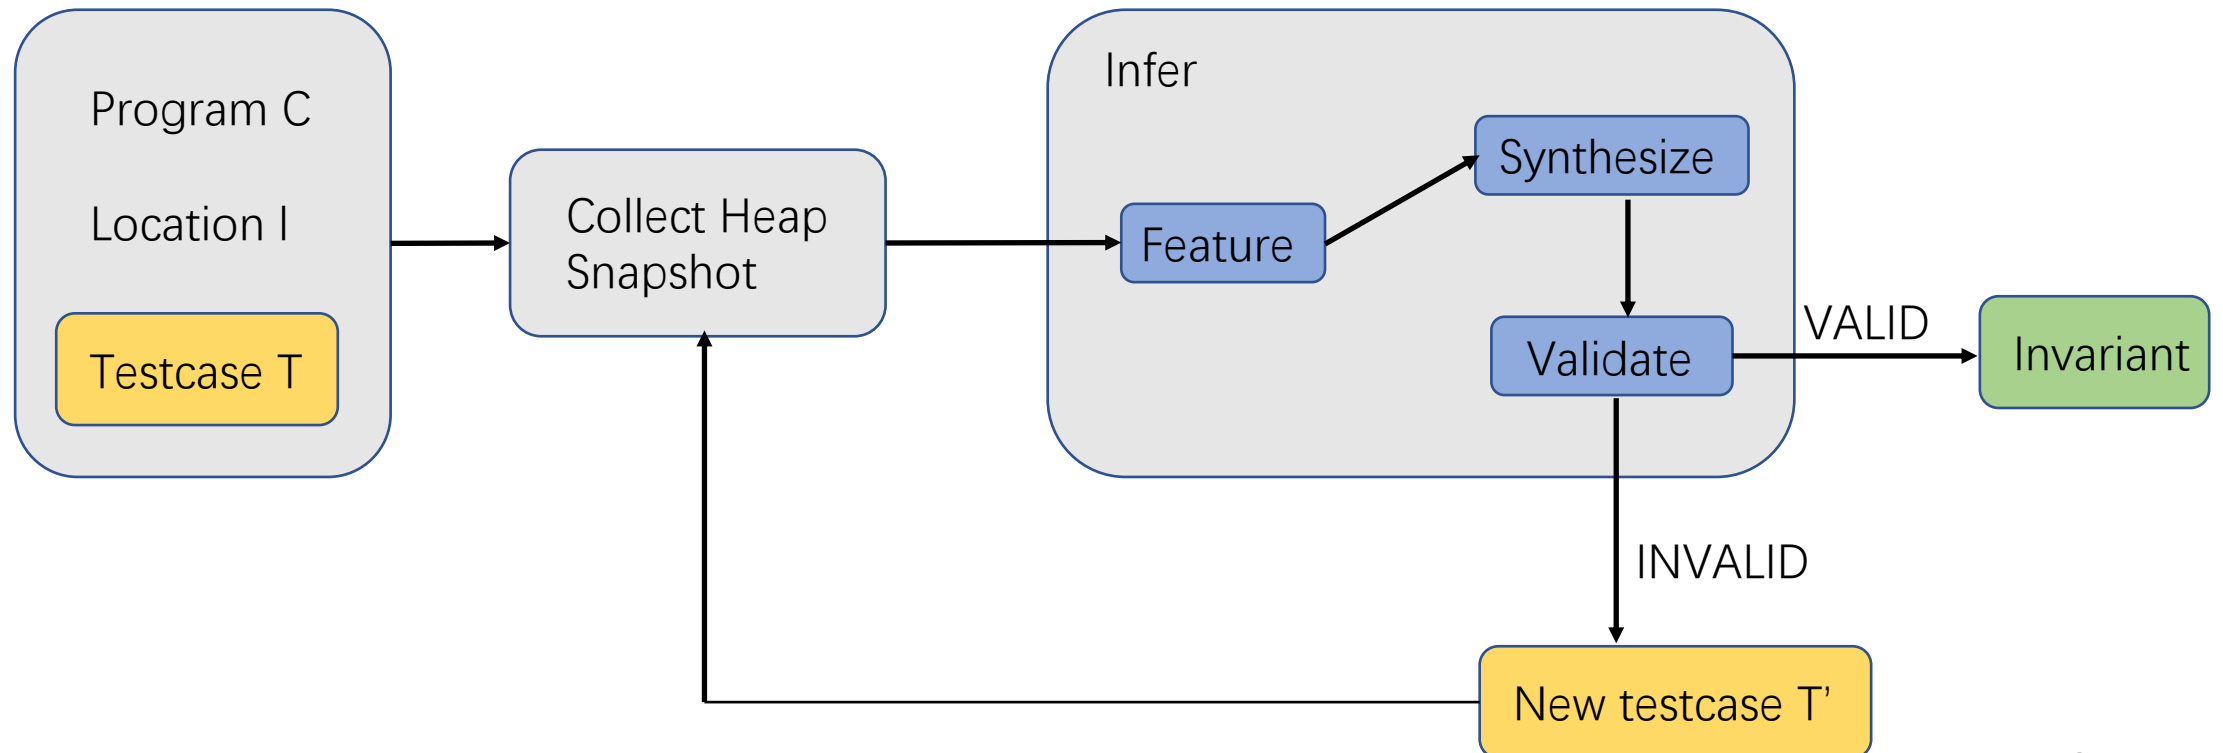 Program C
Location I
Testcase T
Collect Heap
Snapshot
Infer
Feature
Synthesize
Validate
VALID
Invariant
INVALID
New testcase T’